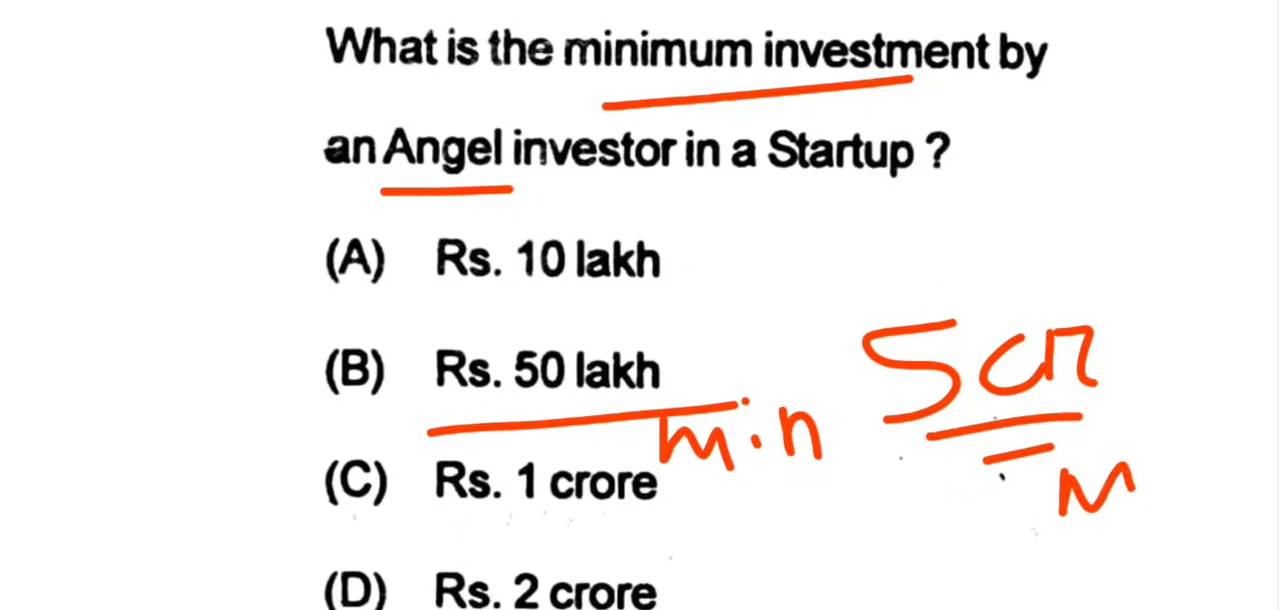 What is the minimum investment by
an Angel investor in a Startup ?
(A) Rs. 10 lakh
(B) Rs. 50 lakh
min
5 cr
M
(C) Rs. 1 crore
(D) Rs. 2 crore